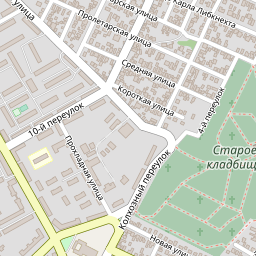 улица
Карла Либкнехта
Пролетарская улица
Средняя улица
Короткая улица
4-й переулок
10-й переулок
Прохладная улица
Колхозный переулок
Старое
кладбищ
Новая ули